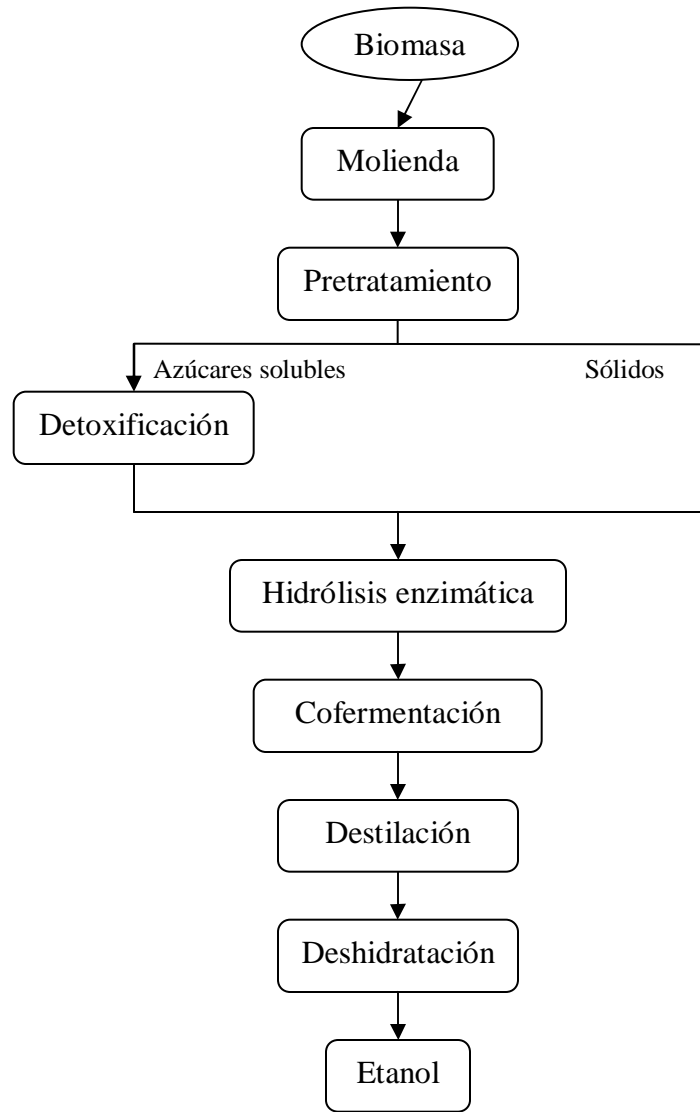 Biomasa
Molienda
Pretratamiento
Azúcares solubles
Sólidos
Detoxificación
Hidrólisis enzimática
Cofermentación
Destilación
Deshidratación
Etanol